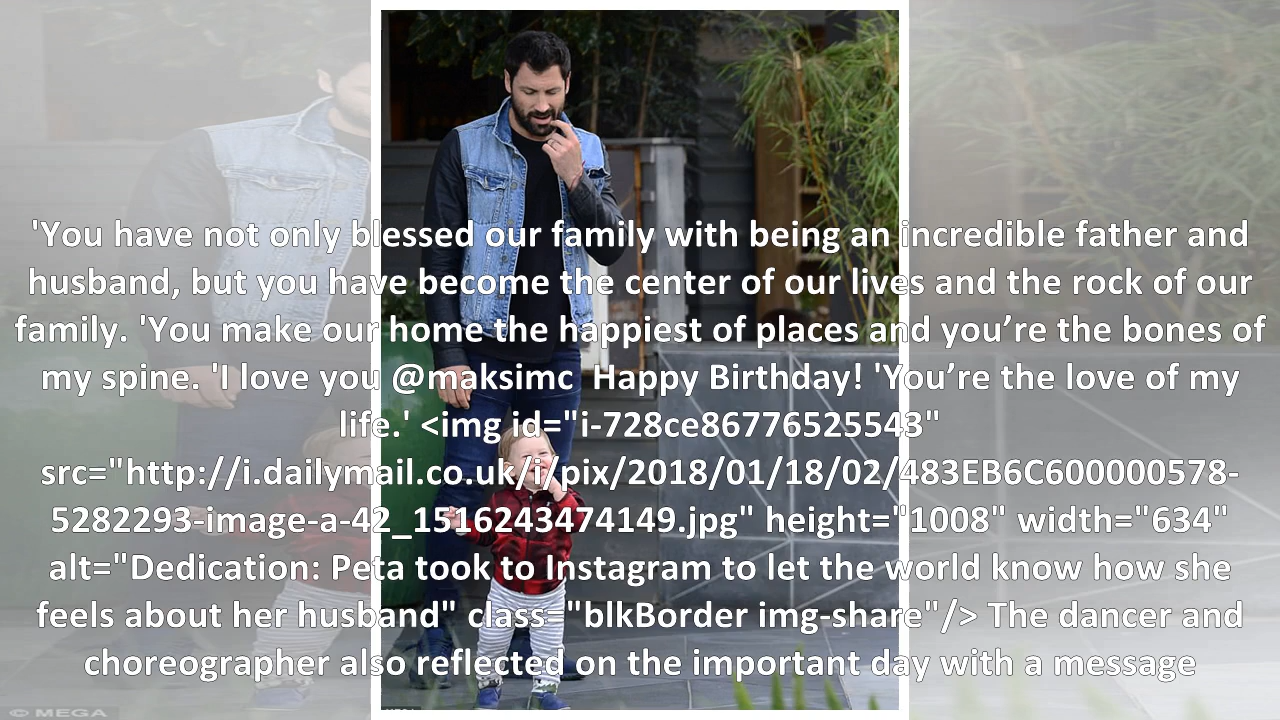 'You have not only blessed our family with being an incredible father and
husband, but you have become the center of our lives and the rock of our
family. 'You make our home the happiest of places and you’re the bones of
my spine. 'I love you @maksimc  Happy Birthday! 'You’re the love of my
life.' <img id="i-728ce86776525543"
src="http://i.dailymail.co.uk/i/pix/2018/01/18/02/483EB6C600000578-
5282293-image-a-42_1516243474149.jpg" height="1008" width="634"
alt="Dedication: Peta took to Instagram to let the world know how she
feels about her husband" class="blkBorder img-share"/> The dancer and
choreographer also reflected on the important day with a message
© MEGA